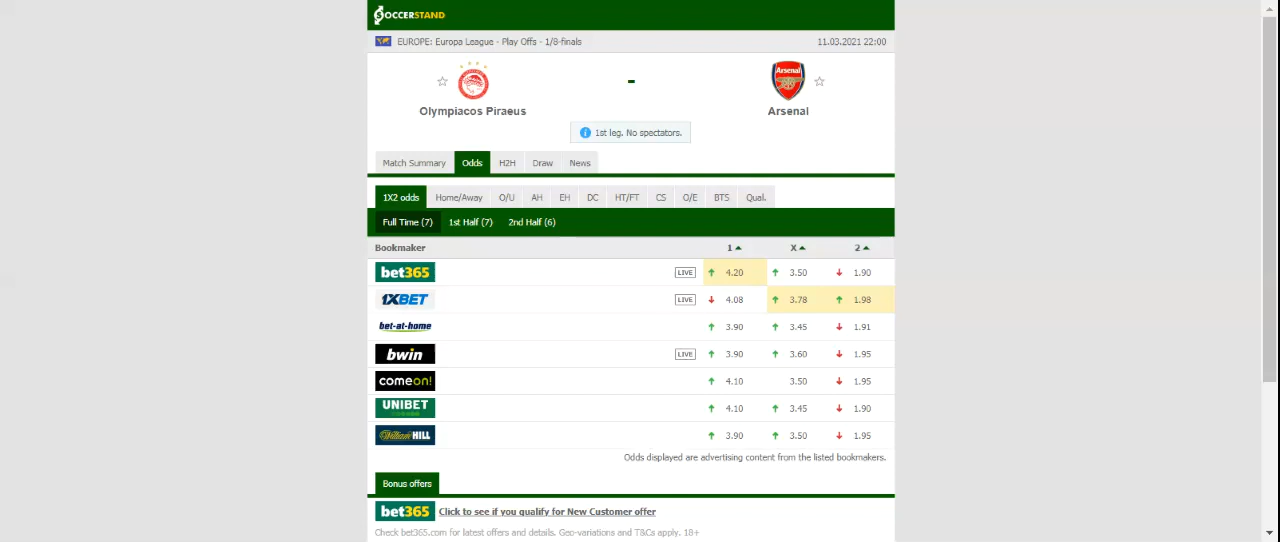 SOCCERSTAND
EUROPE: Europa League - Play Offs - 1/8-finals 11.03.2021 22:00
Arsenal
-
Olympiacos Piraeus Arsenal
1st leg. No spectators.
Match Summary Odds H2H Draw News
1X2 odds Home/Away O/U AH EH DC HT/FT CS O/E BTS Qual.
Full Time (7) 1st Half (7) 2nd Half (6)
Bookmaker 1 X 2
bet365 LIVE 4.20 3.50 1.90
1XBET LIVE 4.08 3.78 1.98
bet-at-home 3.90 3.45 1.91
bwin LIVE 3.90 3.60 1.95
comeon! 4.10 3.50 1.95
UNIBET 4.10 3.45 1.90
William HILL 3.90 3.50 1.95
Odds displayed are advertising content from the listed bookmakers.
Bonus offers
bet365 Click to see if you qualify for New Customer offer
Check bet365.com for latest offers and details. Geo-variations and T&Cs apply. 18+